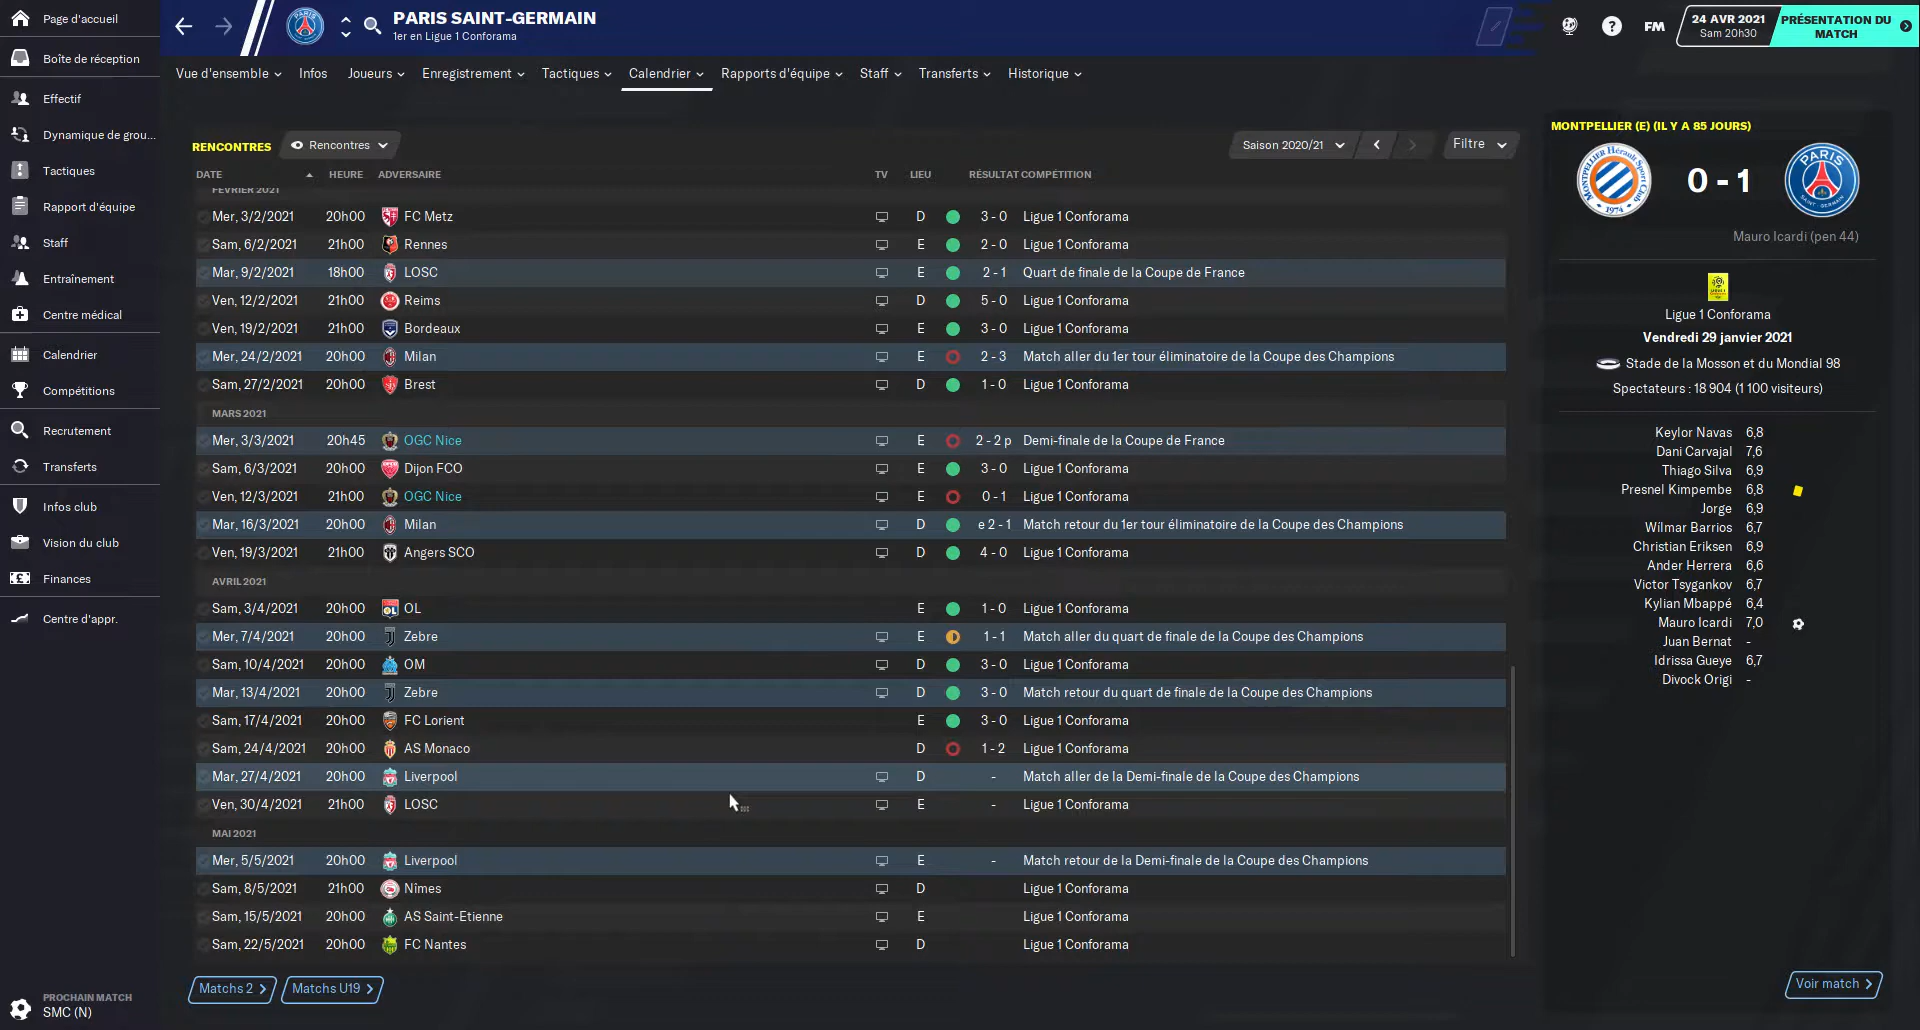 Page d'accueil
Boîte de réception
Effectif
Dynamique de grou...
Tactiques
Rapport d'équipe
Staff
Entraînement
Centre médical
Calendrier
Compétitions
Recrutement
Transferts
Infos club
Vision du club
Finances
Centre d'appr.
PROCHAIN MATCH
SMC (N)
PARIS SAINT-GERMAIN
1er en Ligue 1 Conforama
FM
24 AVR 2021
Sam 20h30
PRÉSENTATION DU MATCH
Vue d'ensemble Infos Joueurs Enregistrement Tactiques Calendrier Rapports d'équipe Staff Transferts Historique
RENCONTRES Rencontres Saison 2020/21 Filtre
DATE HEURE ADVERSAIRE TV LIEU RÉSULTAT COMPÉTITION
FÉVRIER 2021
Mer, 3/2/2021 20h00 FC Metz D 3 - 0 Ligue 1 Conforama
Sam, 6/2/2021 21h00 Rennes E 2 - 0 Ligue 1 Conforama
Mar, 9/2/2021 18h00 LOSC E 2 - 1 Quart de finale de la Coupe de France
Ven, 12/2/2021 21h00 Reims D 5 - 0 Ligue 1 Conforama
Ven, 19/2/2021 21h00 Bordeaux E 3 - 0 Ligue 1 Conforama
Mer, 24/2/2021 20h00 Milan E 2 - 3 Match aller du 1er tour éliminatoire de la Coupe des Champions
Sam, 27/2/2021 20h00 Brest D 1 - 0 Ligue 1 Conforama
MARS 2021
Mer, 3/3/2021 20h45 OGC Nice E 2 - 2 p Demi-finale de la Coupe de France
Sam, 6/3/2021 20h00 Dijon FCO E 3 - 0 Ligue 1 Conforama
Ven, 12/3/2021 21h00 OGC Nice E 0 - 1 Ligue 1 Conforama
Mar, 16/3/2021 20h00 Milan D e 2 - 1 Match retour du 1er tour éliminatoire de la Coupe des Champions
Ven, 19/3/2021 21h00 Angers SCO D 4 - 0 Ligue 1 Conforama
AVRIL 2021
Sam, 3/4/2021 20h00 OL E 1 - 0 Ligue 1 Conforama
Mer, 7/4/2021 20h00 Zebre E 1 - 1 Match aller du quart de finale de la Coupe des Champions
Sam, 10/4/2021 20h00 OM D 3 - 0 Ligue 1 Conforama
Mar, 13/4/2021 20h00 Zebre D 3 - 0 Match retour du quart de finale de la Coupe des Champions
Sam, 17/4/2021 20h00 FC Lorient E 3 - 0 Ligue 1 Conforama
Sam, 24/4/2021 20h00 AS Monaco D 1 - 2 Ligue 1 Conforama
Mar, 27/4/2021 20h00 Liverpool D - Match aller de la Demi-finale de la Coupe des Champions
Ven, 30/4/2021 21h00 LOSC E - Ligue 1 Conforama
MAI 2021
Mer, 5/5/2021 20h00 Liverpool E - Match retour de la Demi-finale de la Coupe des Champions
Sam, 8/5/2021 21h00 Nîmes D Ligue 1 Conforama
Sam, 15/5/2021 20h00 AS Saint-Etienne E Ligue 1 Conforama
Sam, 22/5/2021 20h00 FC Nantes D Ligue 1 Conforama
Matchs 2 Matchs U19
MONTPELLIER (E) (IL Y A 85 JOURS)
0 - 1
Mauro Icardi (pen 44)
Ligue 1 Conforama
Vendredi 29 janvier 2021
Stade de la Mosson et du Mondial 98
Spectateurs : 18 904 (1 100 visiteurs)
Keylor Navas 6,8
Dani Carvajal 7,6
Thiago Silva 6,9
Presnel Kimpembe 6,8
Jorge 6,9
Wílmar Barrios 6,7
Christian Eriksen 6,9
Ander Herrera 6,6
Victor Tsygankov 6,7
Kylian Mbappé 6,4
Mauro Icardi 7,0
Juan Bernat -
Idrissa Gueye 6,7
Divock Origi -
Voir match